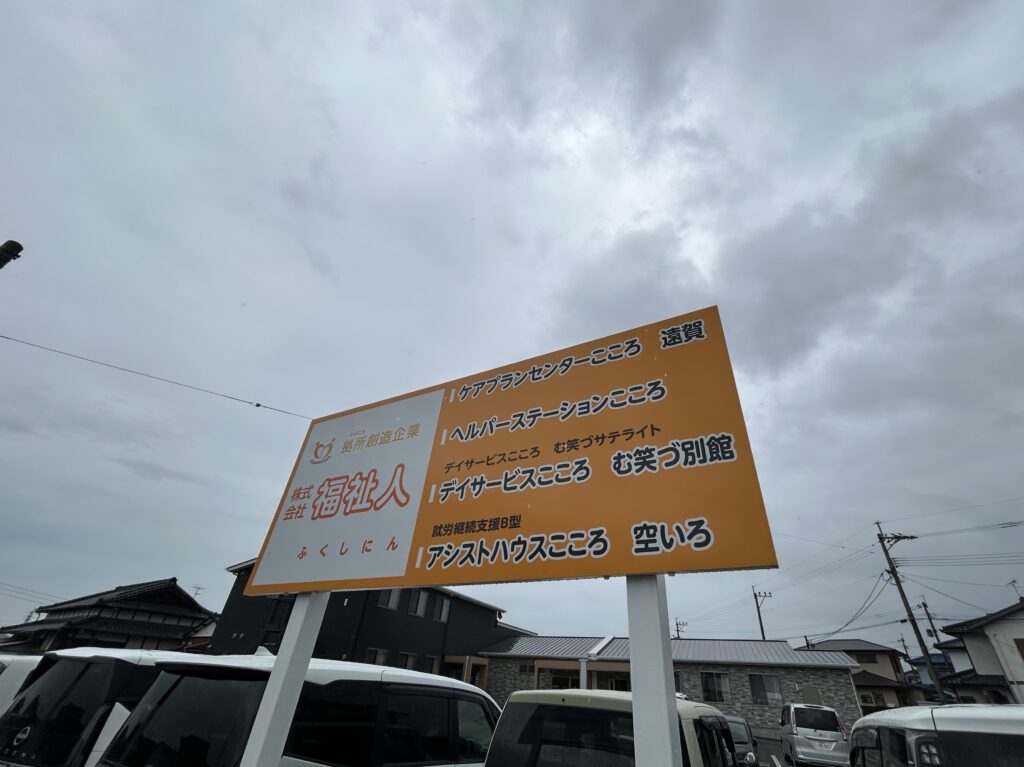 拠所創造企業
株式会社 福祉人
ふくしにん
ケアプランセンターこころ 遠賀
ヘルパーステーションこころ
デイサービスこころ む笑づサテライト
デイサービスこころ む笑づ別館
就労継続支援B型
アシストハウスこころ 空いろ